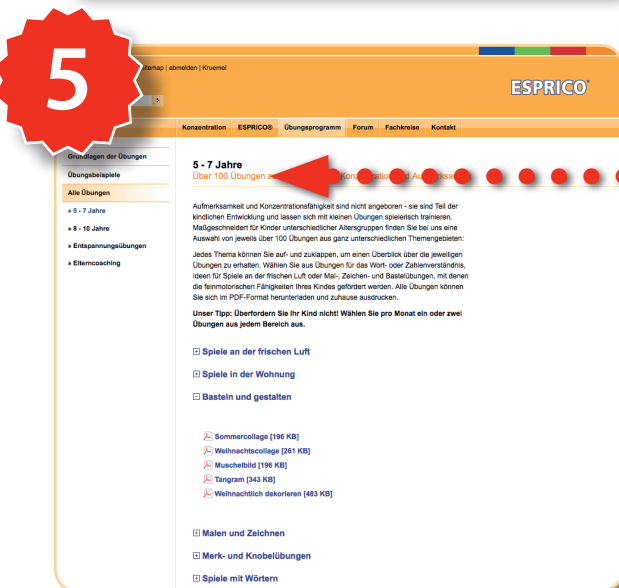 5
itemap | abmelden | Kruemel
ESPRICO®
Konzentration ESPRICO® Übungsprogramm Forum Fachkreise Kontakt
Grundlagen der Übungen
Übungsbeispiele
Alle Übungen
» 5 - 7 Jahre
» 8 - 10 Jahre
» Entspannungsübungen
» Elterncoaching
5 - 7 Jahre
Über 100 Übungen
Aufmerksamkeit und Konzentrationsfähigkeit sind nicht angeboren - sie sind Teil der
kindlichen Entwicklung und lassen sich mit kleinen Übungen spielerisch trainieren.
Maßgeschneidert für Kinder unterschiedlicher Altersgruppen finden Sie bei uns eine
Auswahl von jeweils über 100 Übungen aus ganz unterschiedlichen Themengebieten:
Jedes Thema können Sie auf- und zuklappen, um einen Überblick über die jeweiligen
Übungen zu erhalten. Wählen Sie aus Übungen für das Wort- oder Zahlenverständnis,
Ideen für Spiele an der frischen Luft oder Mal-, Zeichen- und Bastelübungen, mit denen
die feinmotorischen Fähigkeiten Ihres Kindes gefördert werden. Alle Übungen können
Sie sich im PDF-Format herunterladen und zuhause ausdrucken.
Unser Tipp: Überfordern Sie Ihr Kind nicht! Wählen Sie pro Monat ein oder zwei
Übungen aus jedem Bereich aus.
Spiele an der frischen Luft
Spiele in der Wohnung
Basteln und gestalten
Sommercollage [196 KB]
Weihnachtscollage [261 KB]
Muschelbild [196 KB]
Tangram [343 KB]
Weihnachtlich dekorieren [483 KB]
Malen und Zeichnen
Merk- und Knobelübungen
Spiele mit Wörtern